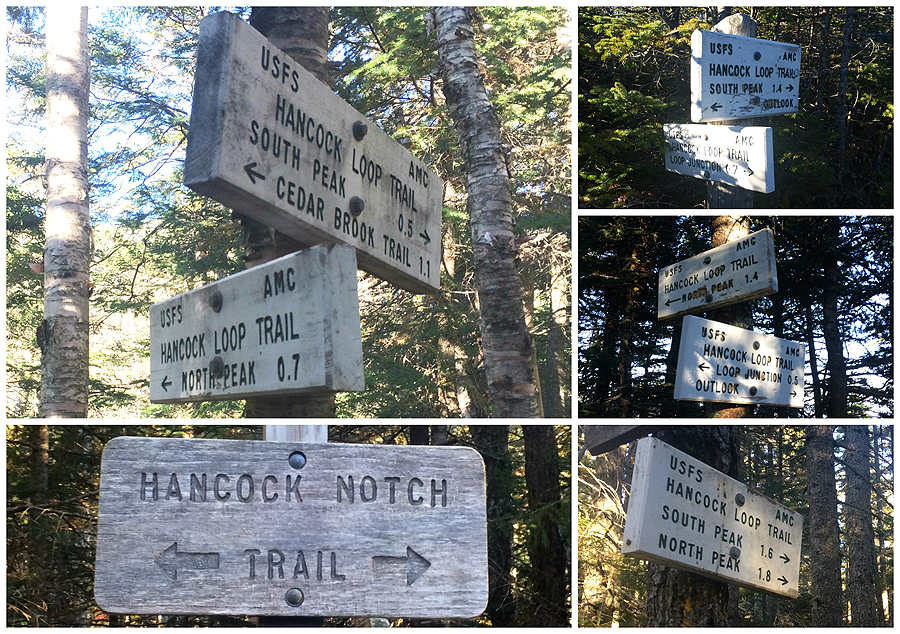 USFS AMC
HANCOCK LOOP TRAIL
SOUTH PEAK 0.5 →
← CEDAR BROOK TRAIL 1.1
USFS AMC
HANCOCK LOOP TRAIL
← NORTH PEAK 0.7
USFS AMC
HANCOCK LOOP TRAIL
SOUTH PEAK 1.4 →
← OUTLOOK
AMC
HANCOCK LOOP TRAIL
LOOP JUNCTION 0.7 →
USFS AMC
HANCOCK LOOP TRAIL
← NORTH PEAK 1.4
USFS AMC
HANCOCK LOOP TRAIL
← LOOP JUNCTION 0.5
OUTLOOK →
HANCOCK NOTCH
← TRAIL →
USFS AMC
HANCOCK LOOP TRAIL
SOUTH PEAK 1.6 →
NORTH PEAK 1.8 →